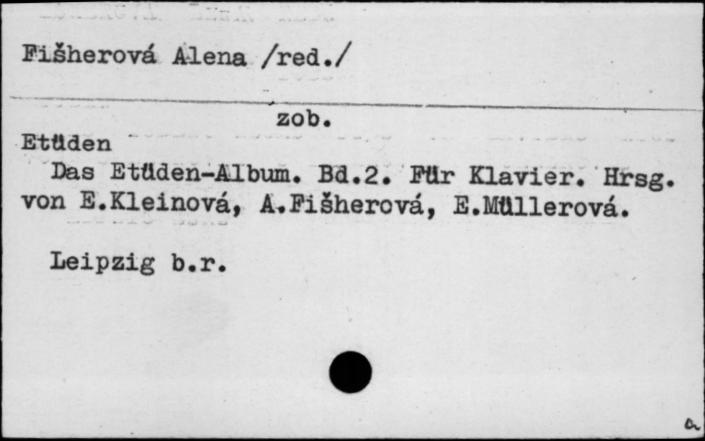 Fišherová Alena /red./
zob.
Etüden
Das Etüden-Album. Bd.2. Für Klavier. Hrsg.
von E.Kleinová, A.Fišherová, E.Müllerová.
Leipzig b.r.
a